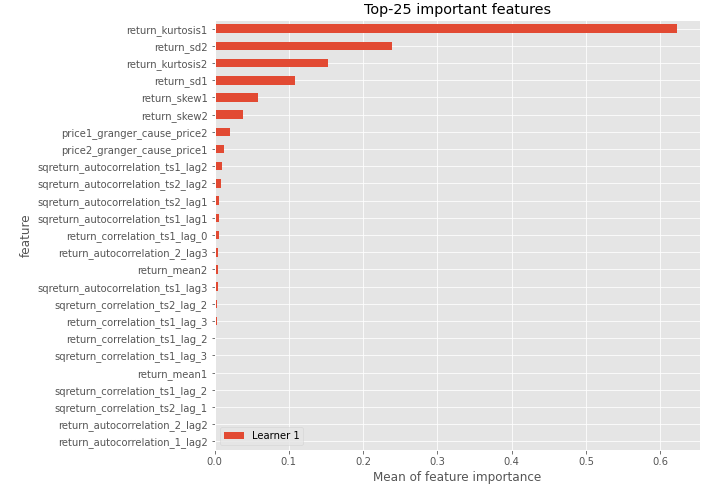 Top-25 important features
return_kurtosis1
return_sd2
return_kurtosis2
return_sd1
return_skew1
return_skew2
price1_granger_cause_price2
price2_granger_cause_price1
sqreturn_autocorrelation_ts1_lag2
sqreturn_autocorrelation_ts2_lag2
sqreturn_autocorrelation_ts2_lag1
sqreturn_autocorrelation_ts1_lag1
return_correlation_ts1_lag_0
return_autocorrelation_2_lag3
return_mean2
sqreturn_autocorrelation_ts1_lag3
sqreturn_correlation_ts2_lag_2
return_correlation_ts1_lag_3
return_correlation_ts1_lag_2
sqreturn_correlation_ts1_lag_3
return_mean1
sqreturn_correlation_ts1_lag_2
sqreturn_correlation_ts2_lag_1
return_autocorrelation_2_lag2
return_autocorrelation_1_lag2
feature
Learner 1
0.0 0.1 0.2 0.3 0.4 0.5 0.6
Mean of feature importance